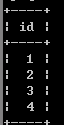 +----+
| id |
+----+
| 1 |
| 2 |
| 3 |
| 4 |
+----+